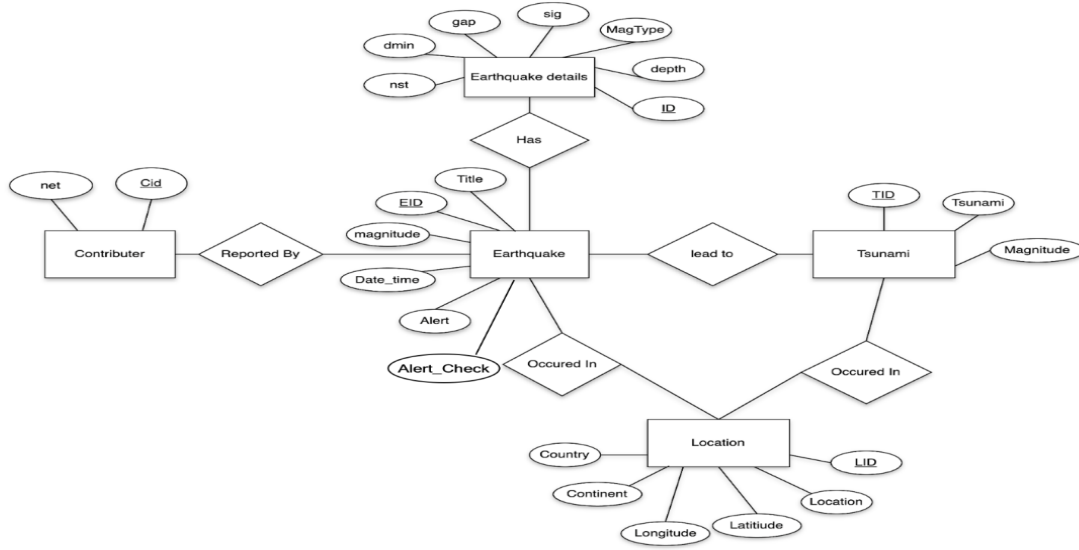 sig
gap
MagType
dmin
Earthquake details
depth
nst
ID
Has
Title
net
Cid
EID
TID
Tsunami
magnitude
Contributer
Reported By
Earthquake
lead to
Tsunami
Magnitude
Date_time
Alert
Alert_Check
Occured In
Occured In
Location
Country
LID
Continent
Location
Longitude
Latitiude